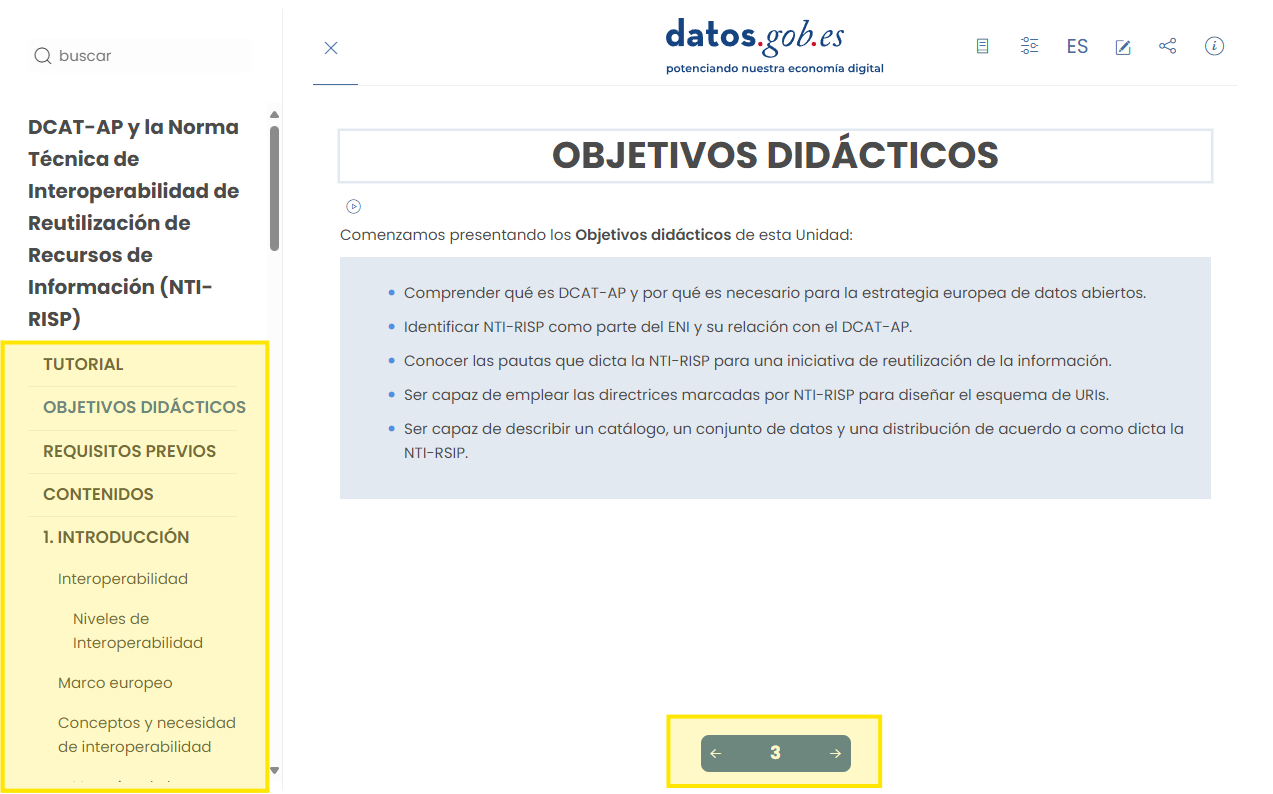 buscar
DCAT-AP y la Norma
Técnica de
Interoperabilidad de
Reutilización de
Recursos de
Información (NTI-
RISP)
TUTORIAL
OBJETIVOS DIDÁCTICOS
REQUISITOS PREVIOS
CONTENIDOS
1. INTRODUCCIÓN
Interoperabilidad
Niveles de
Interoperabilidad
Marco europeo
Conceptos y necesidad
de interoperabilidad
datos.gob.es
potenciando nuestra economía digital
ES
OBJETIVOS DIDÁCTICOS
Comenzamos presentando los Objetivos didácticos de esta Unidad:
• Comprender qué es DCAT-AP y por qué es necesario para la estrategia europea de datos abiertos.
• Identificar NTI-RISP como parte del ENI y su relación con el DCAT-AP.
• Conocer las pautas que dicta la NTI-RISP para una iniciativa de reutilización de la información.
• Ser capaz de emplear las directrices marcadas por NTI-RISP para diseñar el esquema de URIs.
• Ser capaz de describir un catálogo, un conjunto de datos y una distribución de acuerdo a como dicta la
NTI-RSIP.
← 3 →